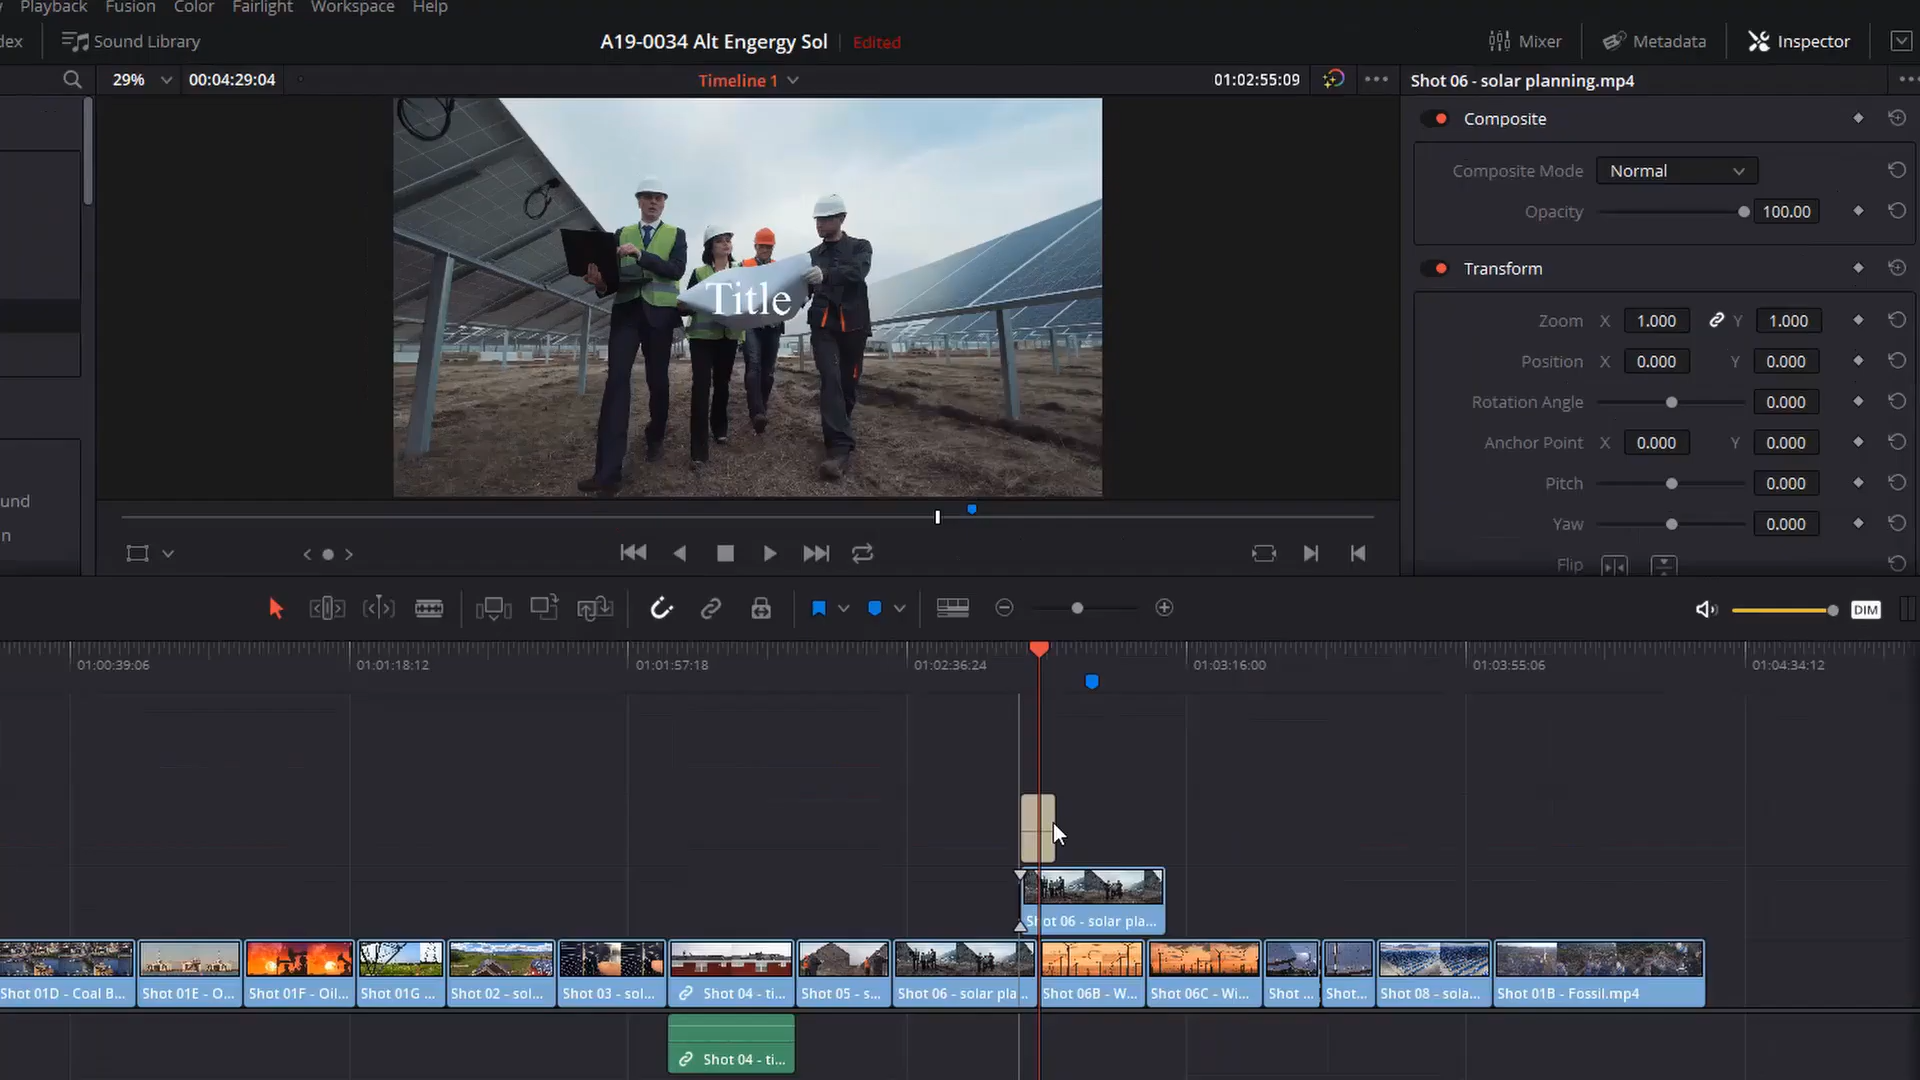 Playback Fusion Color Fairlight Workspace Help
dex Sound Library A19-0034 Alt Engergy Sol Edited Mixer Metadata Inspector
29% 00:04:29:04 Timeline 1 01:02:55:09 Shot 06 - solar planning.mp4
Composite
Composite Mode Normal
Opacity 100.00
Transform
Zoom X 1.000 Y 1.000
Position X 0.000 Y 0.000
Rotation Angle 0.000
Anchor Point X 0.000 Y 0.000
Pitch 0.000
Yaw 0.000
Flip
Title
und
n
DIM
01:00:39:06 01:01:18:12 01:01:57:18 01:02:36:24 01:03:16:00 01:03:55:06 01:04:34:12
Shot 06 - solar pla...
Shot 01D - Coal B... Shot 01E - O... Shot 01F - Oil... Shot 01G ... Shot 02 - sol... Shot 03 - sol... Shot 04 - ti... Shot 05 - s... Shot 06 - solar pla... Shot 06B - W... Shot 06C - Wi... Shot ... Shot... Shot 08 - sola... Shot 01B - Fossil.mp4
Shot 04 - ti...